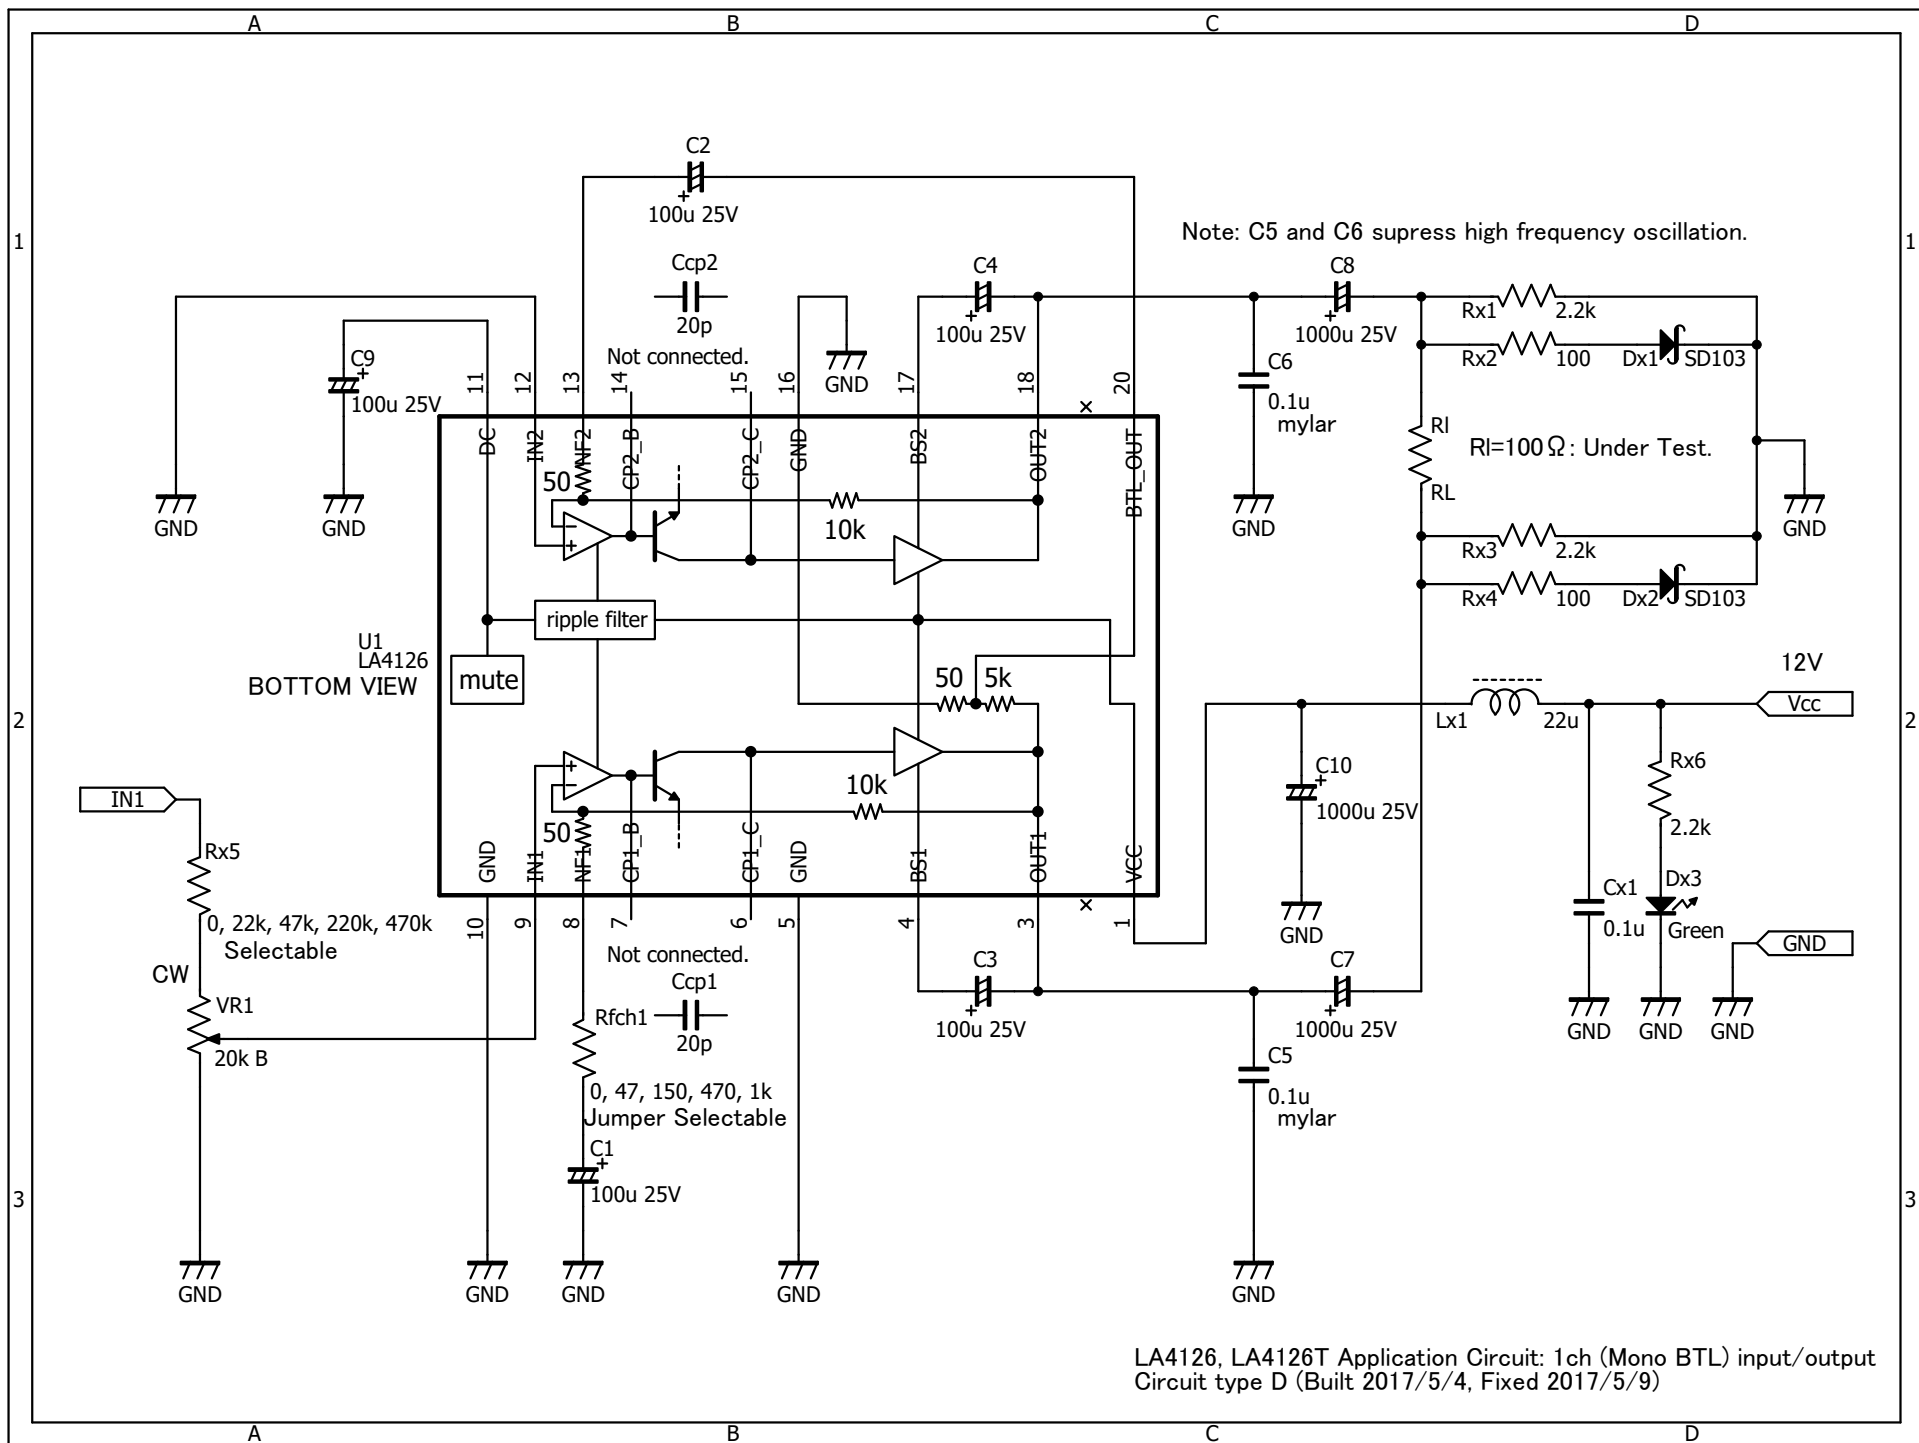 A
B
C
D
1
1
C2
100u 25V
Note: C5 and C6 supress high frequency oscillation.
Ccp2
20p
Not connected.
C4
100u 25V
C8
1000u 25V
Rx1
2.2k
Rx2
100
Dx1
SD103
C9
100u 25V
GND
C6
0.1u
mylar
11
12
13
14
15
16
17
18
20
DC
IN2
NF2
CP2_B
CP2_C
GND
BS2
OUT2
BTL_OUT
Rl
RL
Rl=100Ω: Under Test.
50
10k
GND
GND
GND
GND
Rx3
2.2k
Rx4
100
Dx2
SD103
ripple filter
U1
LA4126
BOTTOM VIEW
mute
50
5k
12V
Vcc
Lx1
22u
2
2
IN1
10k
50
C10
1000u 25V
Rx6
2.2k
Rx5
0, 22k, 47k, 220k, 470k
Selectable
GND
IN1
NF1
CP1_B
CP1_C
GND
BS1
OUT1
VCC
10
9
8
7
6
5
4
3
1
GND
Cx1
0.1u
Dx3
Green
GND
CW
VR1
20k B
Not connected.
Ccp1
20p
Rfch1
0, 47, 150, 470, 1k
Jumper Selectable
C3
100u 25V
C7
1000u 25V
GND
GND
GND
C5
0.1u
mylar
C1
100u 25V
3
3
GND
GND
GND
GND
GND
LA4126, LA4126T Application Circuit: 1ch (Mono BTL) input/output
Circuit type D (Built 2017/5/4, Fixed 2017/5/9)
A
B
C
D